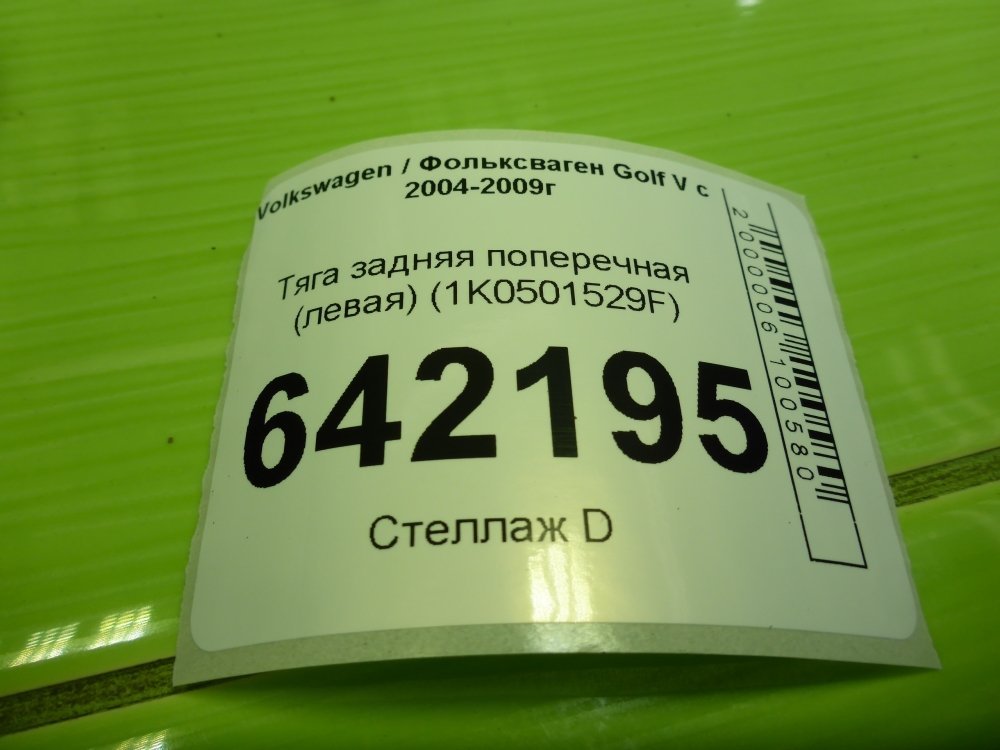 Volkswagen / Фольксваген Golf V с
2004-2009г
Тяга задняя поперечная
(левая) (1K0501529F)
642195
Стеллаж D
2000006100580